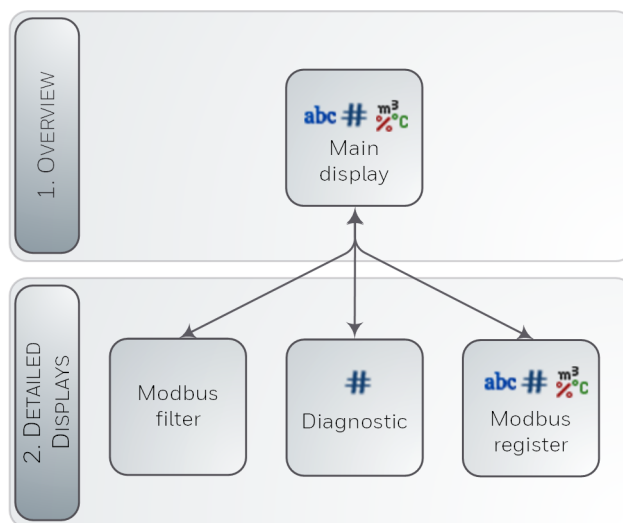 1. OVERVIEW
abc # m³ % °C
Main
display
2. DETAILED
DISPLAYS
Modbus
filter
#
Diagnostic
abc # m³ % °C
Modbus
register